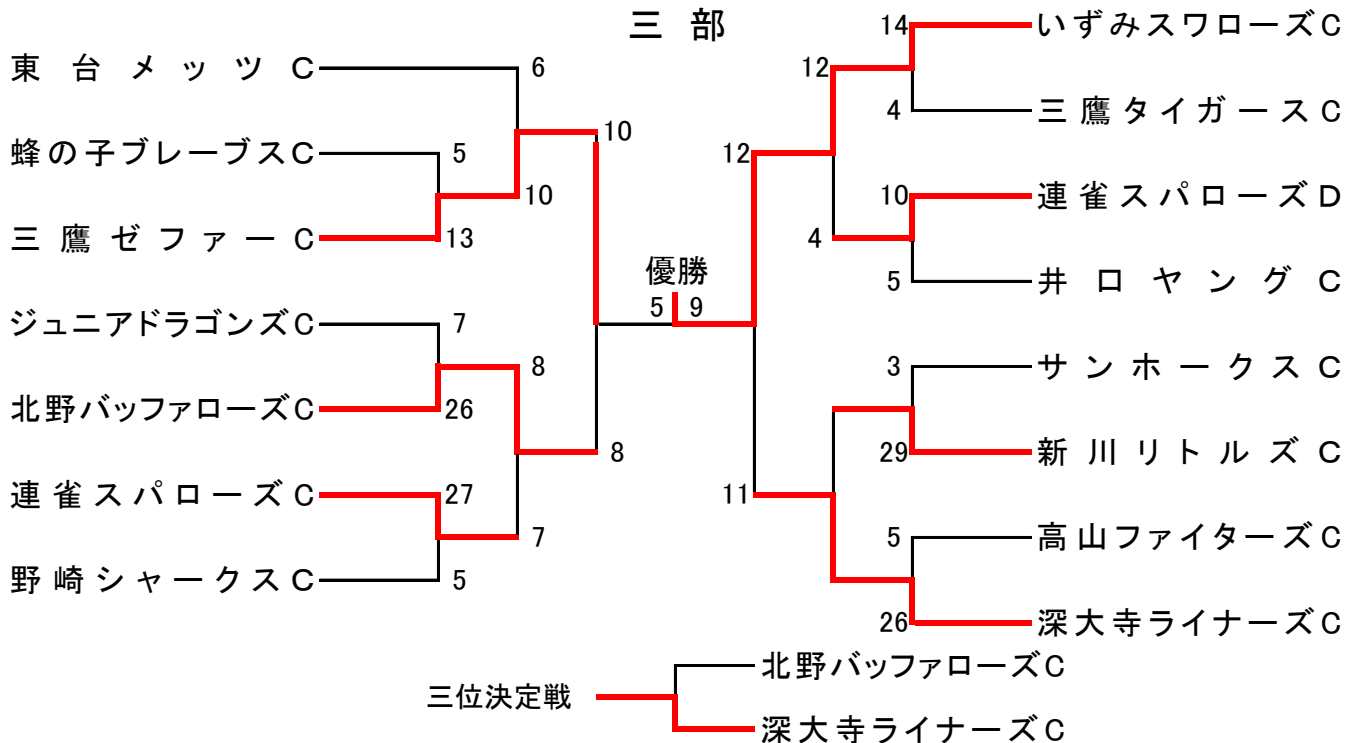 三部
東台メッツC
6
蜂の子ブレーブスC
5
10
10
三鷹ゼファーC
13
ジュニアドラゴンズC
7
8
北野バッファローズC
26
8
連雀スパローズC
27
7
野崎シャークスC
5
優勝
5 9
14
いずみスワローズC
12
4
三鷹タイガースC
12
10
連雀スパローズD
4
5
井口ヤングC
3
サンホークスC
29
新川リトルズC
11
5
高山ファイターズC
26
深大寺ライナーズC
三位決定戦
北野バッファローズC
深大寺ライナーズC